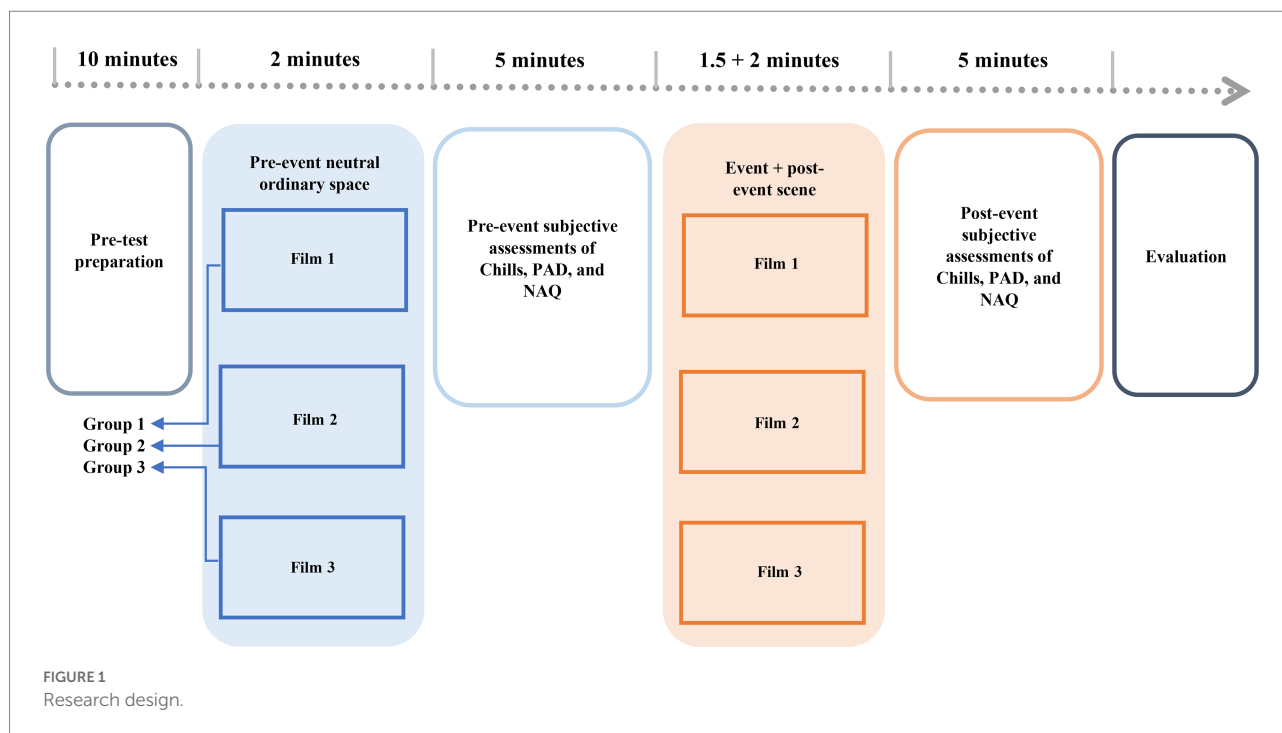 10 minutes
2 minutes
5 minutes
1.5 + 2 minutes
5 minutes
Pre-test
preparation
Pre-event neutral
ordinary space
Film 1
Film 2
Film 3
Group 1
Group 2
Group 3
Pre-event subjective
assessments of
Chills, PAD, and
NAQ
Event + post-
event scene
Film 1
Film 2
Film 3
Post-event
subjective
assessments of
Chills, PAD, and
NAQ
Evaluation
FIGURE 1
Research design.